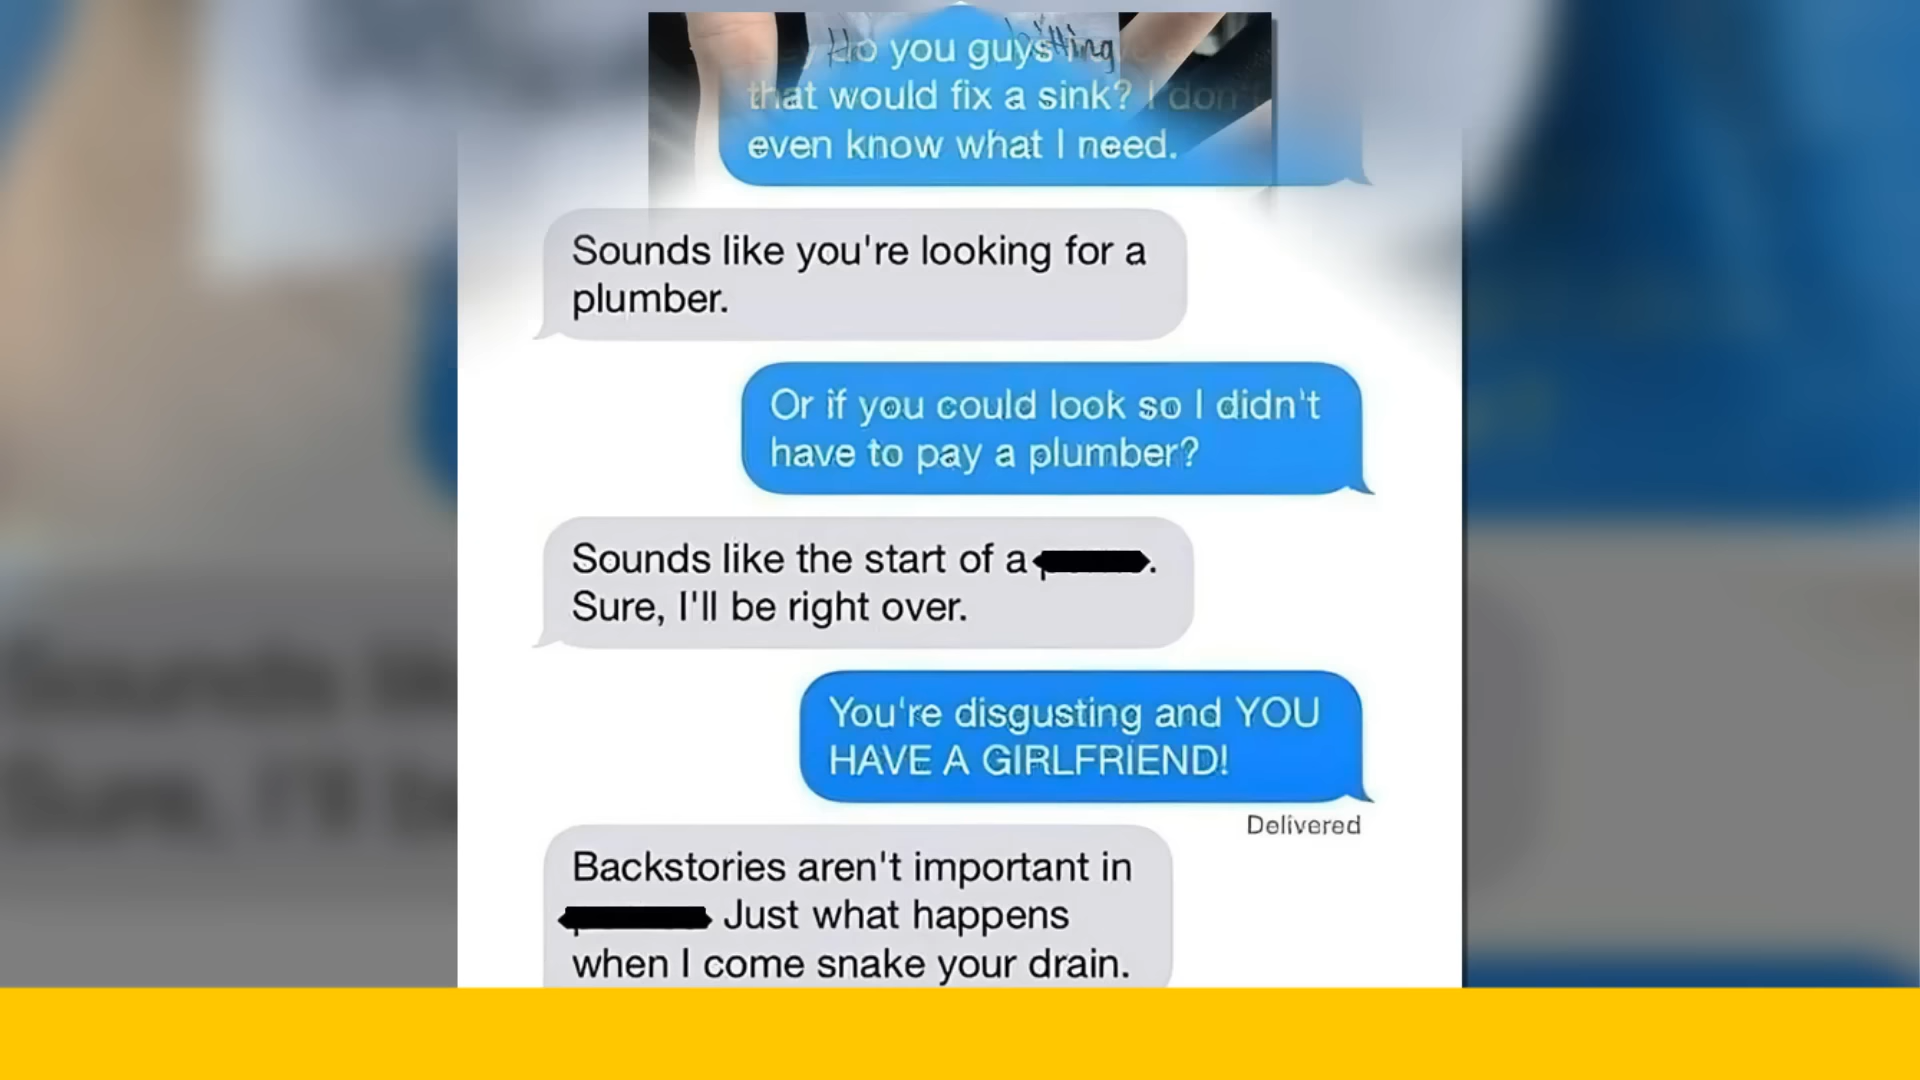 you guys
that would fix a sink? I don't
even know what I need.
Sounds like you're looking for a
plumber.
Or if you could look so I didn't
have to pay a plumber?
Sounds like the start of a .
Sure, I'll be right over.
You're disgusting and YOU
HAVE A GIRLFRIEND!
Delivered
Backstories aren't important in
Just what happens
when I come snake your drain.